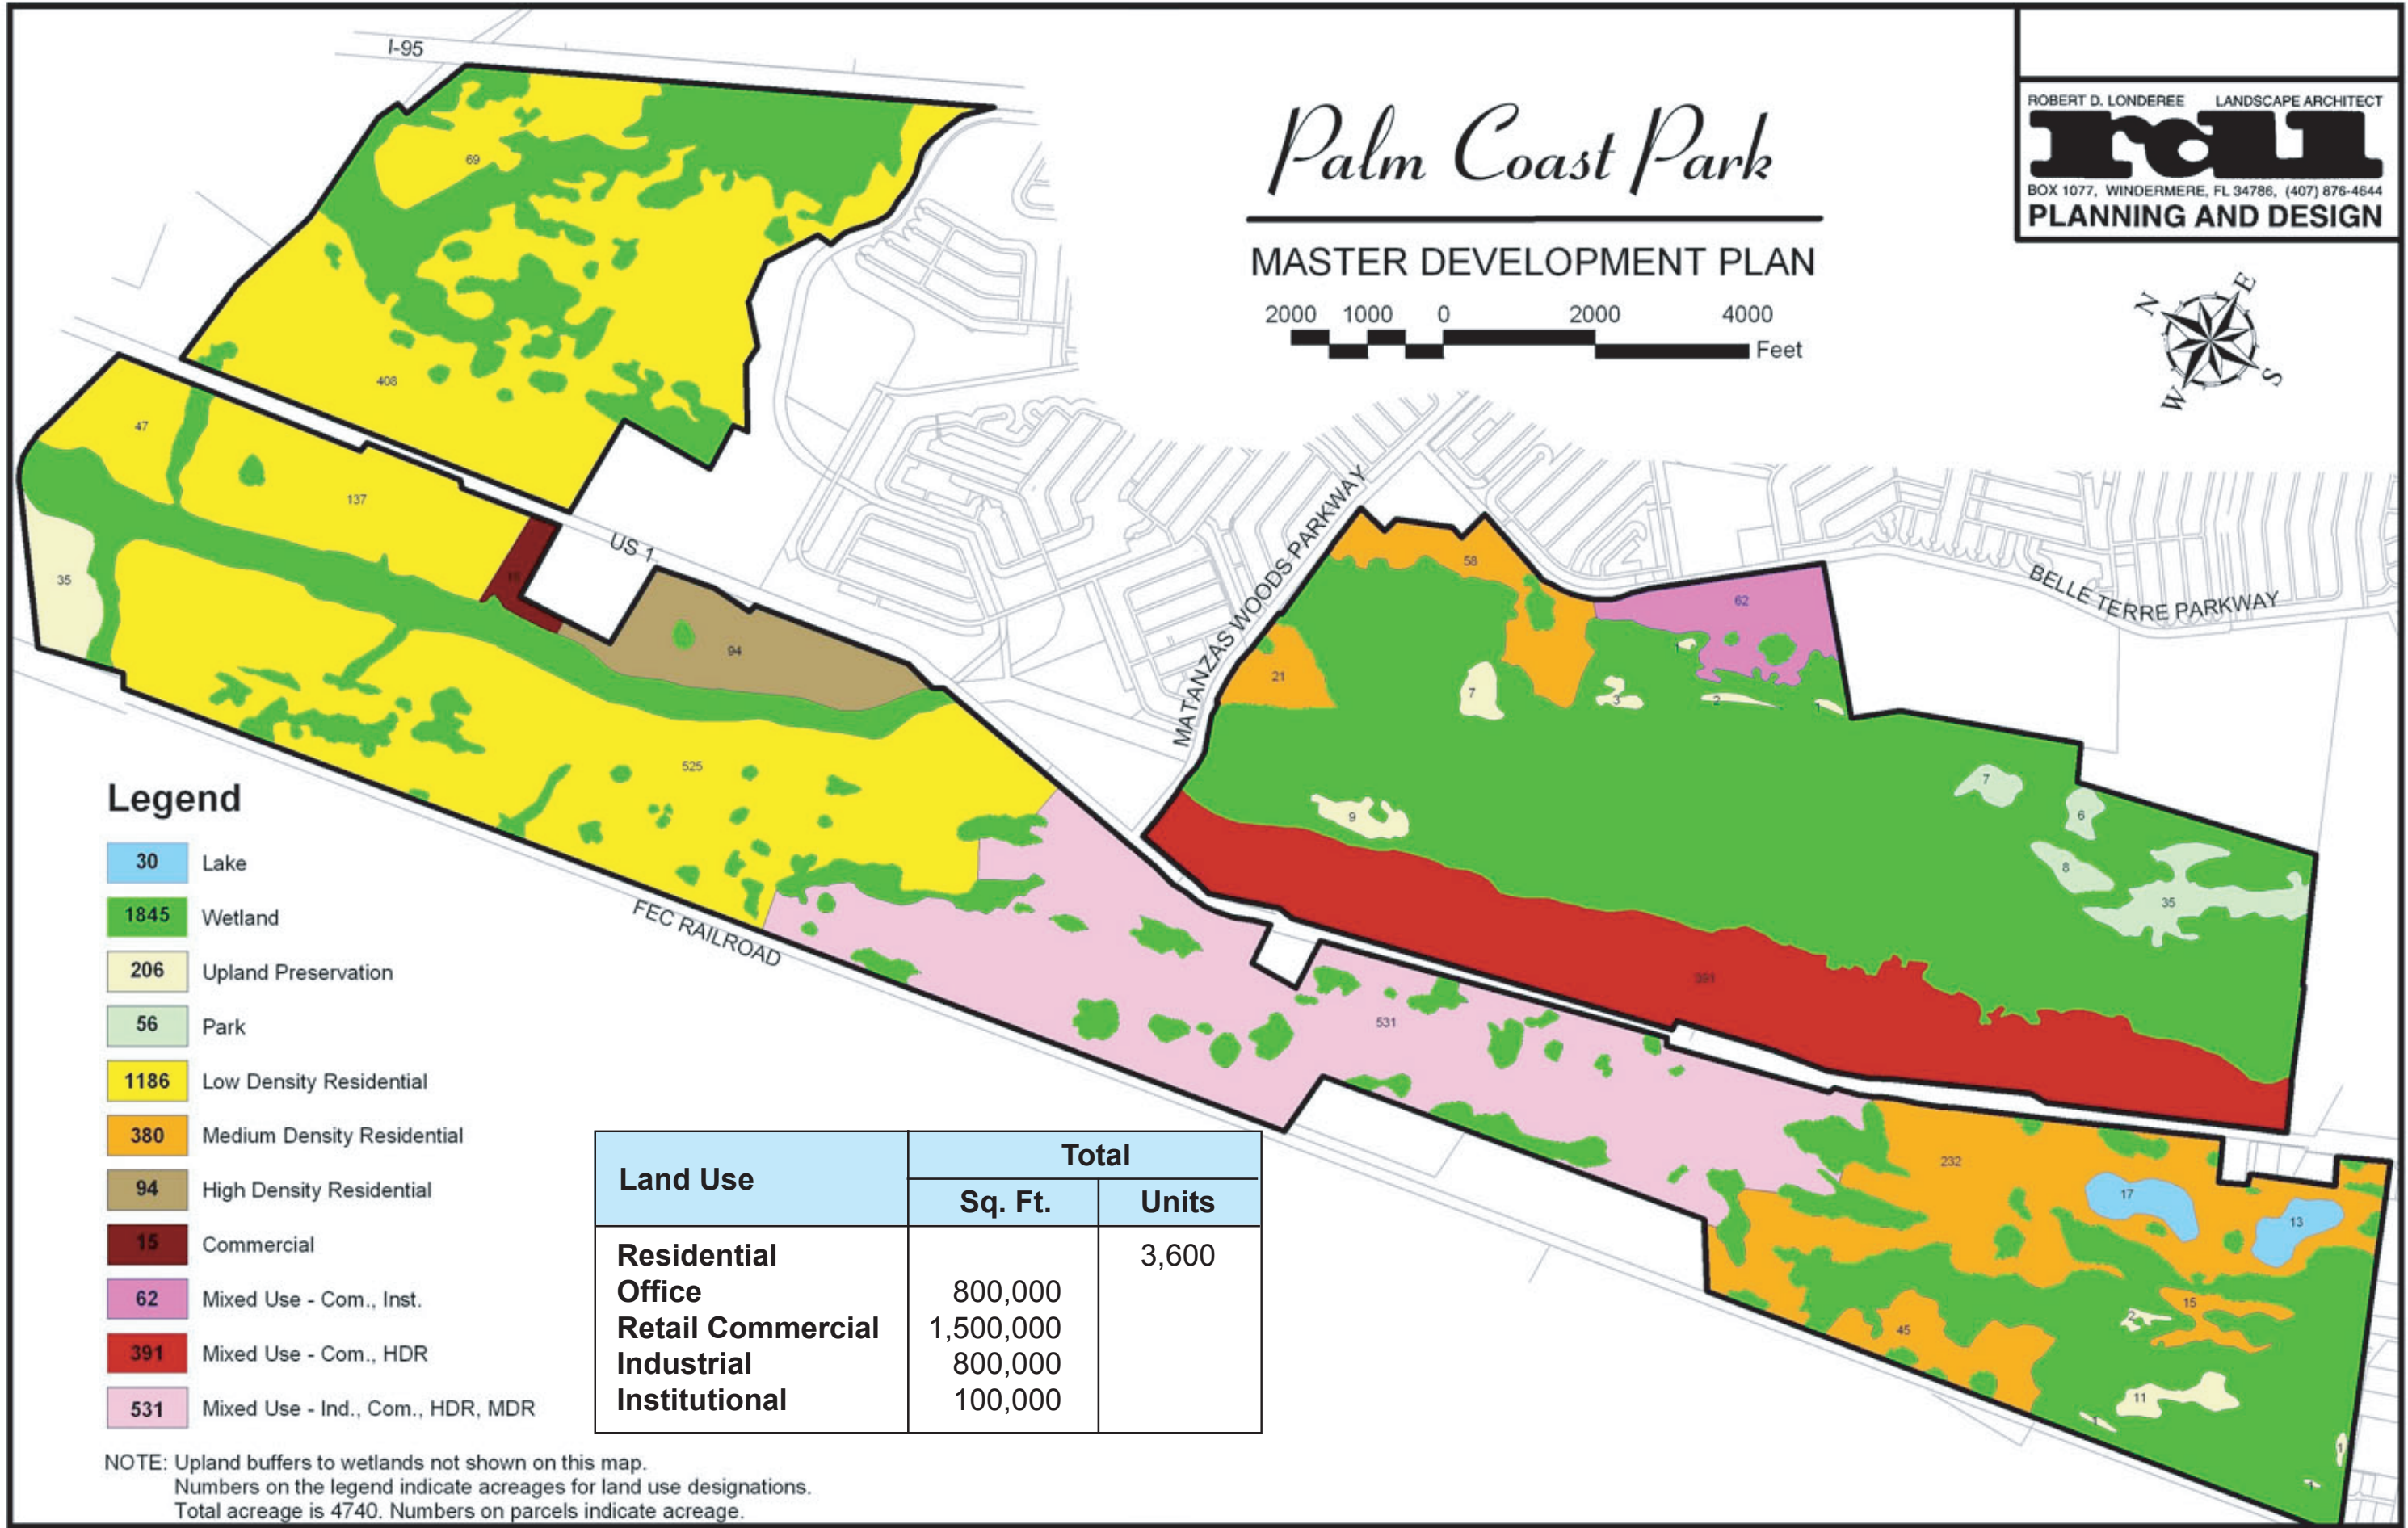 I-95
Palm Coast Park
MASTER DEVELOPMENT PLAN
2000 1000 0 2000 4000
Feet
ROBERT D. LONDEREE LANDSCAPE ARCHITECT
rdl
BOX 1077, WINDERMERE, FL 34786, (407) 876-4644
PLANNING AND DESIGN
N
E
S
W
69
408
47
137
35
15
US 1
94
525
FEC RAILROAD
MATANZAS WOODS PARKWAY
BELLE TERRE PARKWAY
58
62
21
1
7
3
2
1
9
7
6
8
35
391
531
232
17
13
15
2
45
11
1
1
1
Legend
30 Lake
1845 Wetland
206 Upland Preservation
56 Park
1186 Low Density Residential
380 Medium Density Residential
94 High Density Residential
15 Commercial
62 Mixed Use - Com., Inst.
391 Mixed Use - Com., HDR
531 Mixed Use - Ind., Com., HDR, MDR
Land Use Total
Sq. Ft. Units
Residential 3,600
Office 800,000
Retail Commercial 1,500,000
Industrial 800,000
Institutional 100,000
NOTE: Upland buffers to wetlands not shown on this map.
Numbers on the legend indicate acreages for land use designations.
Total acreage is 4740. Numbers on parcels indicate acreage.